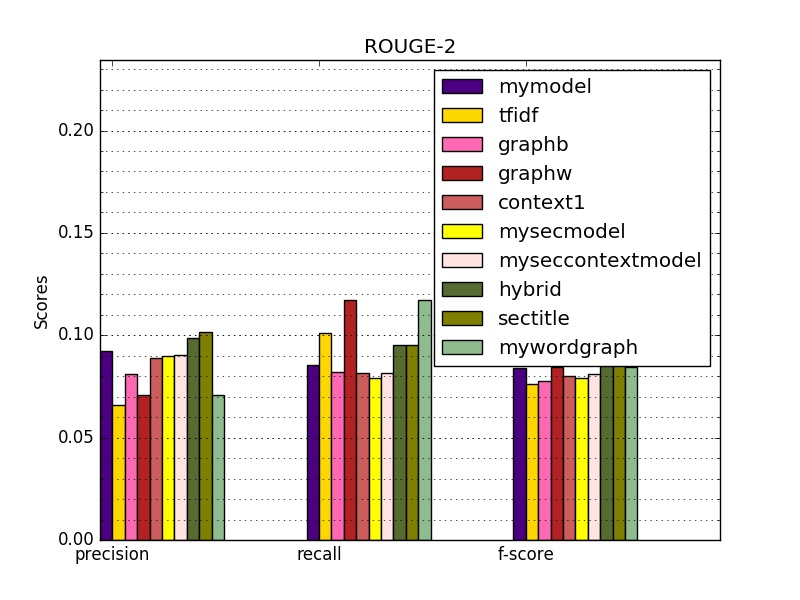 ROUGE-2
mymodel
tfidf
graphb
graphw
context1
mysecmodel
myseccontextmodel
hybrid
sectitle
mywordgraph
Scores
0.20
0.15
0.10
0.05
0.00
precision
recall
f-score